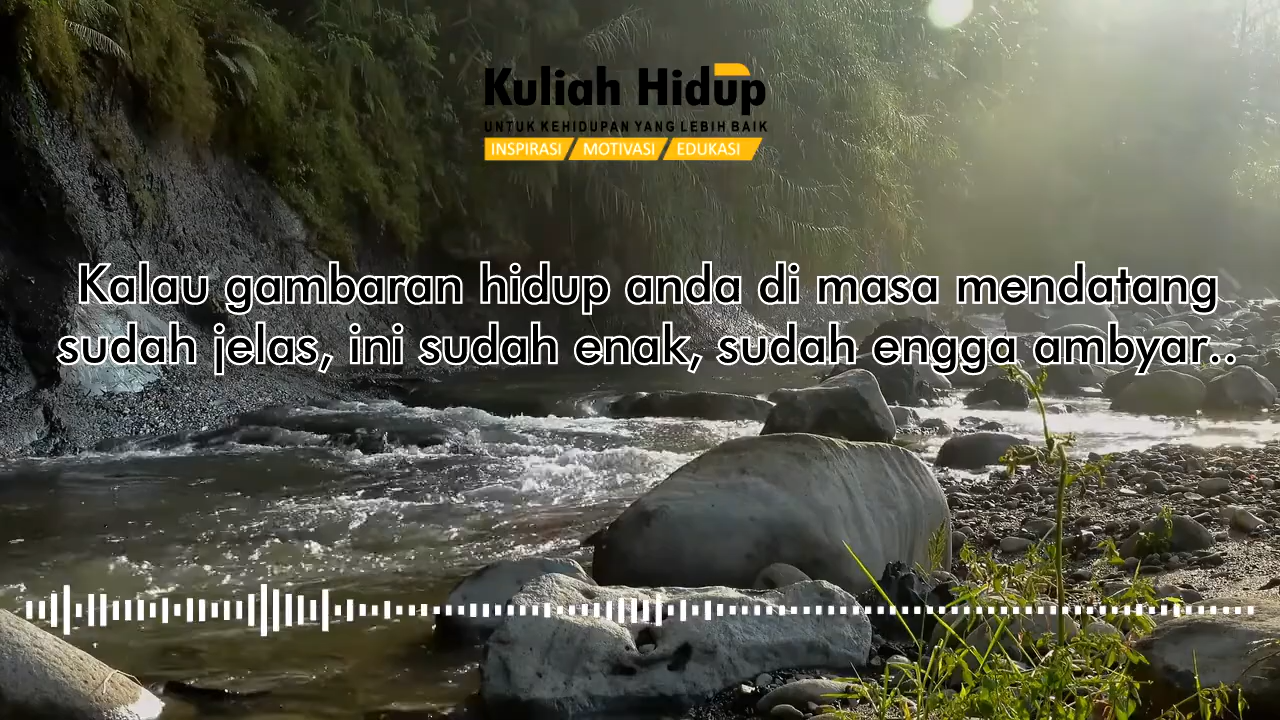 Kuliah Hidup
UNTUK KEHIDUPAN YANG LEBIH BAIK
INSPIRASI / MOTIVASI / EDUKASI
Kalau gambaran hidup anda di masa mendatang
sudah jelas, ini sudah enak, sudah engga ambyar..